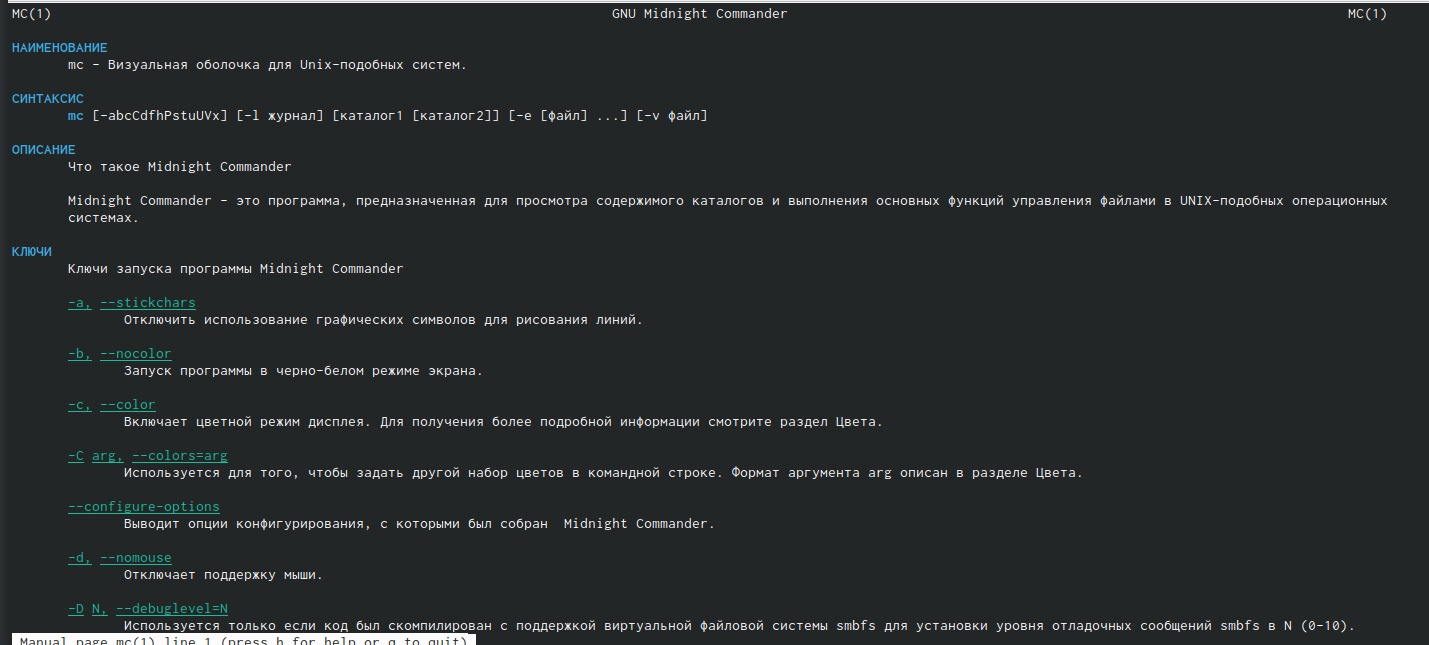 MC(1) GNU Midnight Commander MC(1)
НАИМЕНОВАНИЕ
mc - Визуальная оболочка для Unix-подобных систем.
СИНТАКСИС
mc [-abcCdfhPstuUVx] [-l журнал] [каталог1 [каталог2]] [-e [файл] ...] [-v файл]
ОПИСАНИЕ
Что такое Midnight Commander
Midnight Commander - это программа, предназначенная для просмотра содержимого каталогов и выполнения основных функций управления файлами в UNIX-подобных операционных
системах.
КЛЮЧИ
Ключи запуска программы Midnight Commander
-a, --stickchars
Отключить использование графических символов для рисования линий.
-b, --nocolor
Запуск программы в черно-белом режиме экрана.
-c, --color
Включает цветной режим дисплея. Для получения более подробной информации смотрите раздел Цвета.
-C arg, --colors=arg
Используется для того, чтобы задать другой набор цветов в командной строке. Формат аргумента arg описан в разделе Цвета.
--configure-options
Выводит опции конфигурирования, с которыми был собран  Midnight Commander.
-d, --nomouse
Отключает поддержку мыши.
-D N, --debuglevel=N
Используется только если код был скомпилирован с поддержкой виртуальной файловой системы smbfs для установки уровня отладочных сообщений smbfs в N (0-10).
Manual page mc(1) line 1 (press h for help or q to quit)